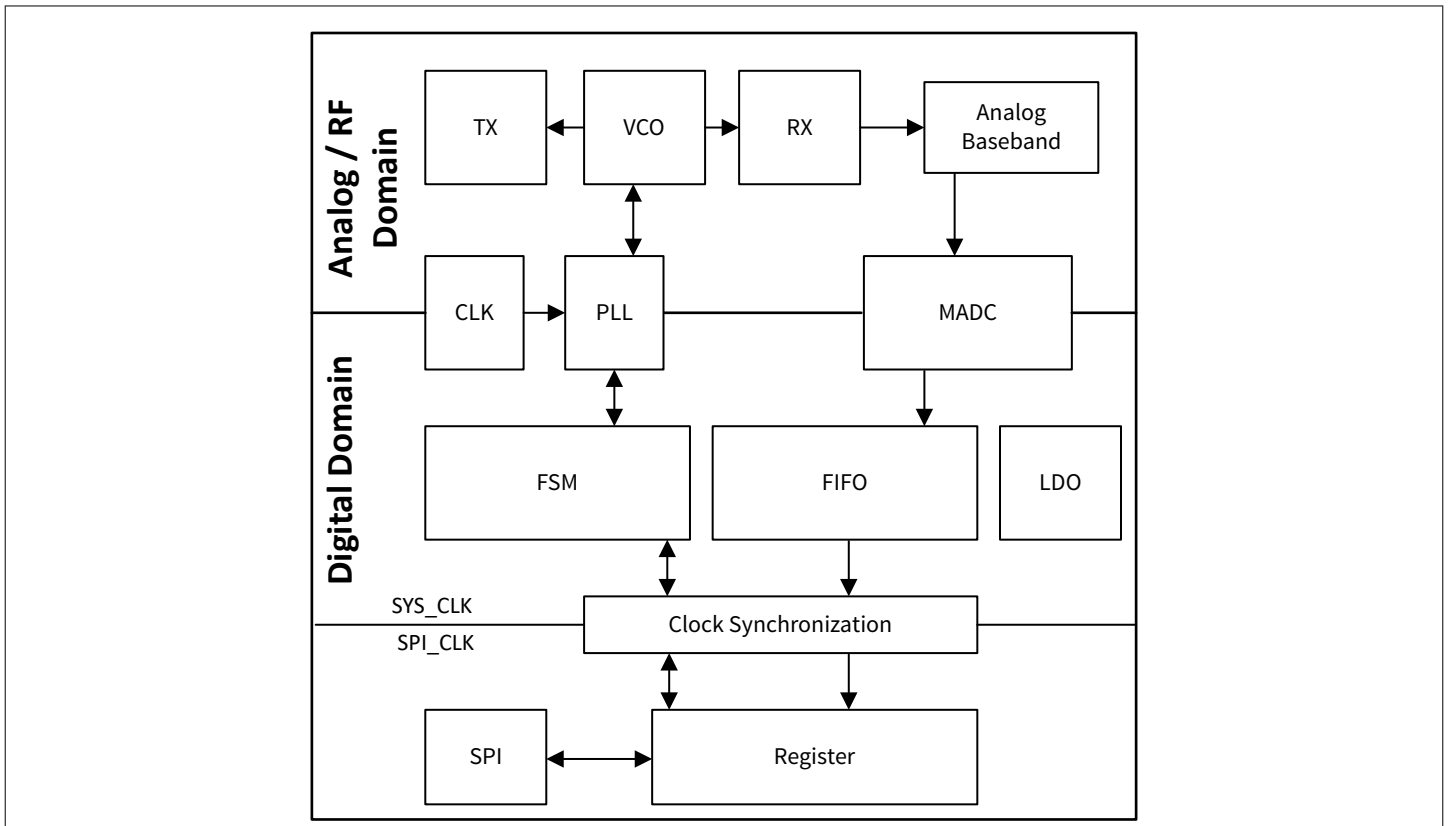 Analog / RF
Domain
TX
VCO
RX
Analog
Baseband
CLK
PLL
MADC
Digital Domain
FSM
FIFO
LDO
SYS_CLK
Clock Synchronization
SPI_CLK
SPI
Register